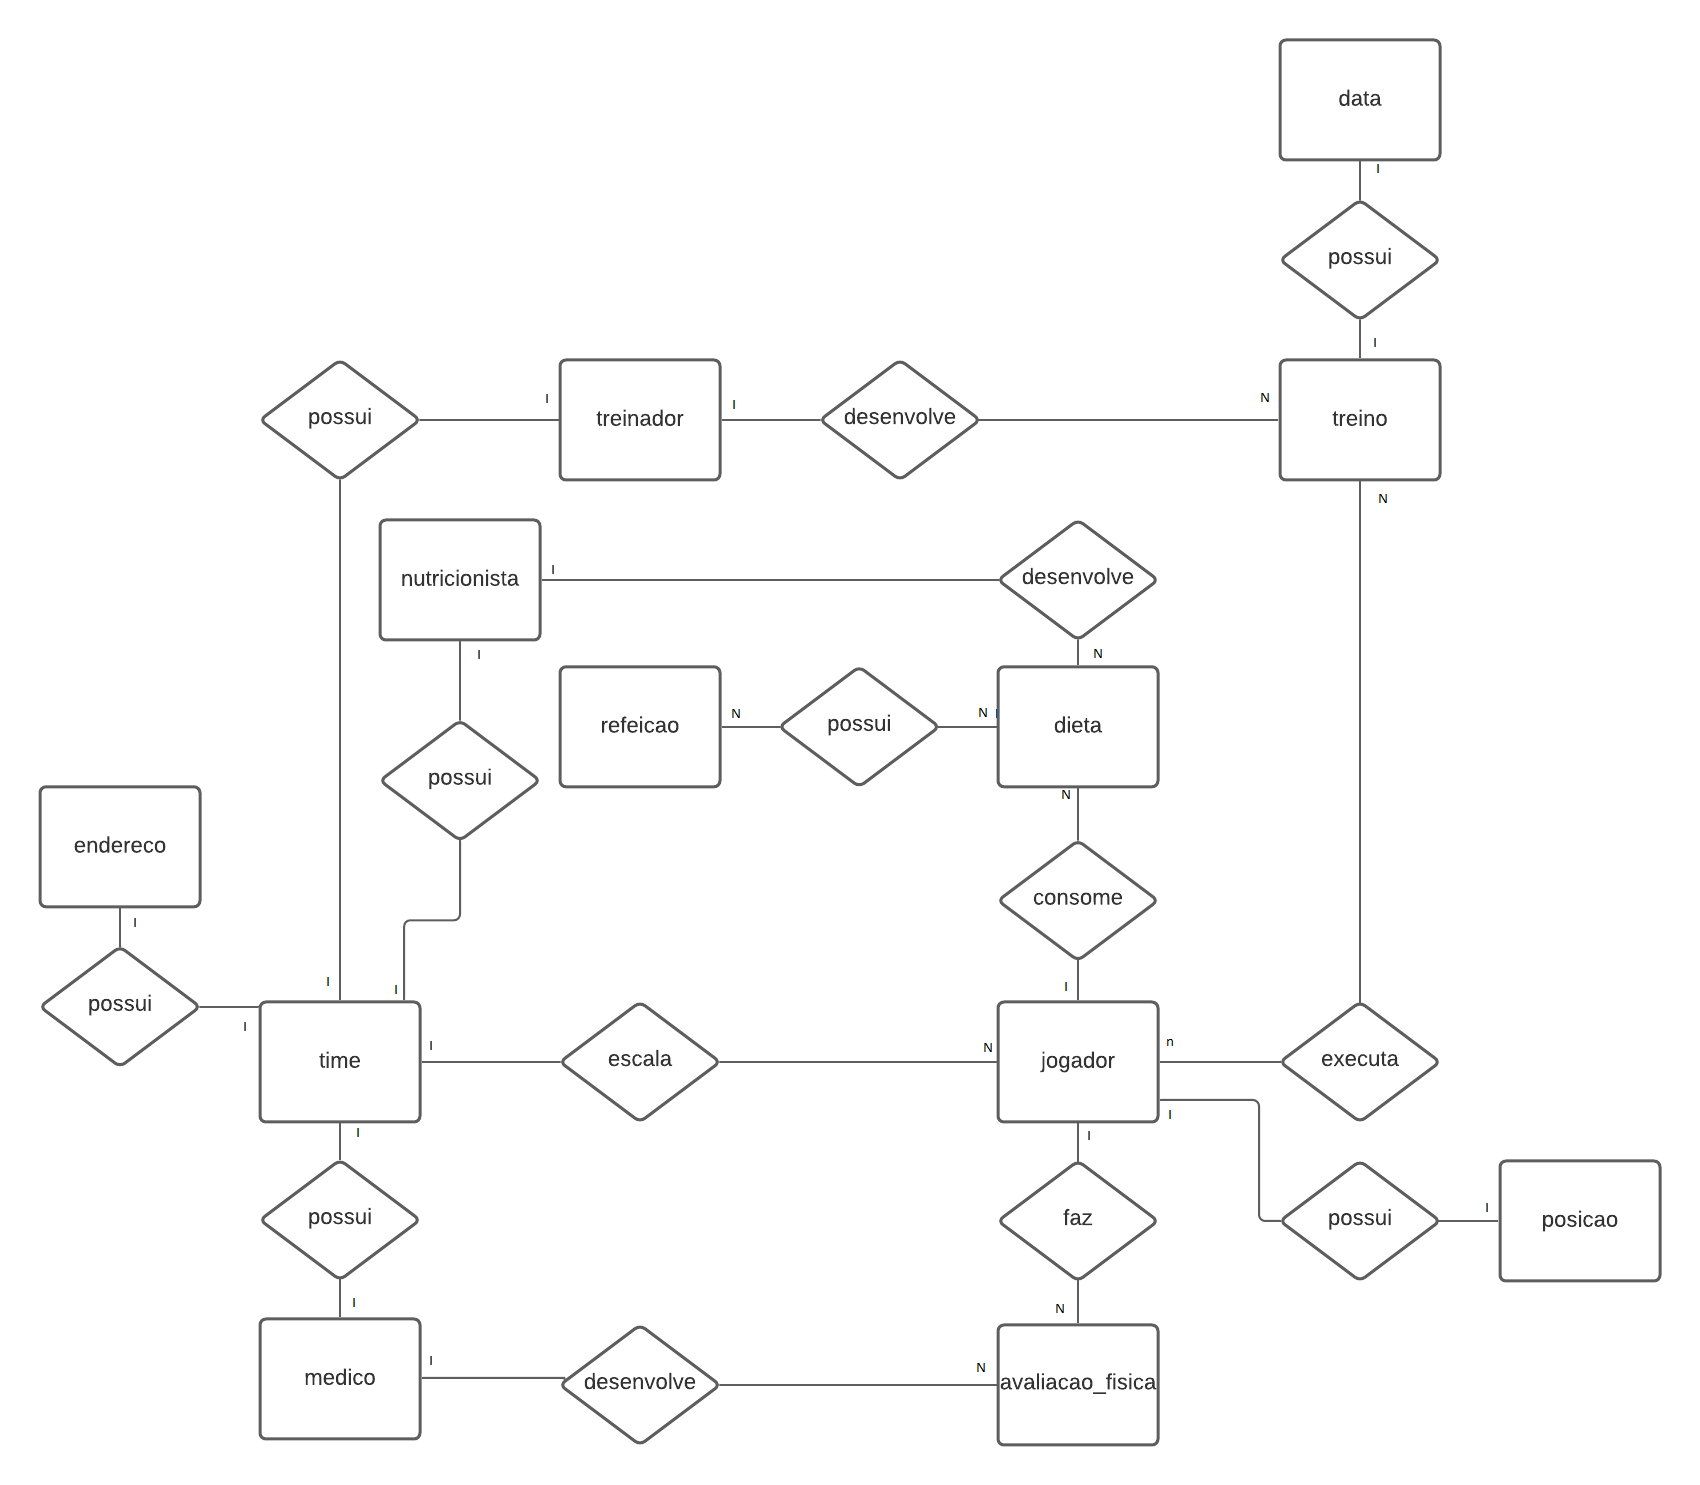 data
I
possui
I
possui
I
treinador
I
desenvolve
N
treino
N
nutricionista
I
desenvolve
I
N
refeicao
N
possui
N
dieta
possui
N
endereco
consome
I
possui
I
I
I
I
time
I
escala
N
jogador
I
n
executa
I
I
I
possui
faz
possui
I
posicao
I
N
medico
I
desenvolve
N
avaliacao_fisica